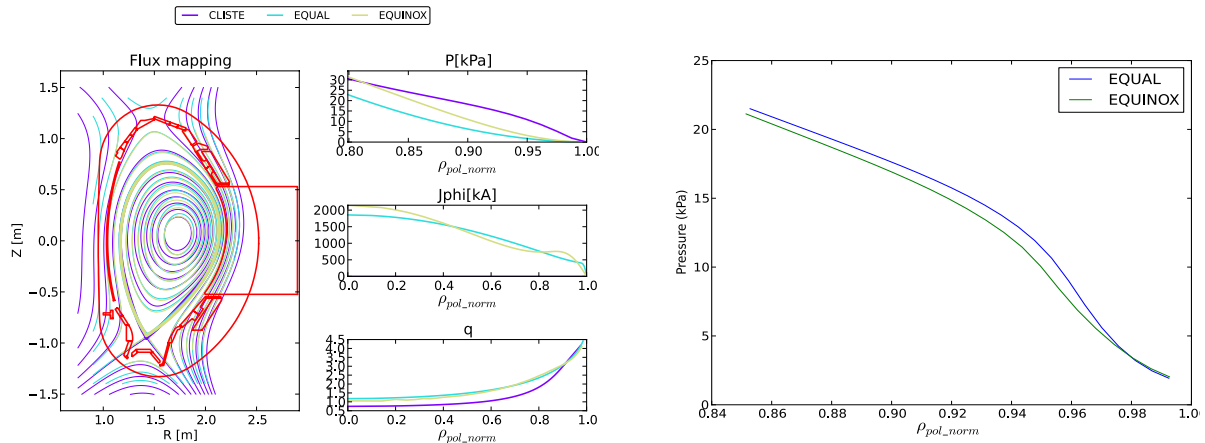 CLISTE EQUAL EQUINOX
Flux mapping
1.5
1.0
0.5
0.0
−0.5
−1.0
−1.5
Z [m]
1.0 1.5 2.0 2.5
R [m]
P[kPa]
30
25
20
15
10
5
0
0.80 0.85 0.90 0.95 1.00
ρpol_norm
Jphi[kA]
2000
1500
1000
500
0
0.0 0.2 0.4 0.6 0.8 1.0
ρpol_norm
q
4.5
4.0
3.5
3.0
2.5
2.0
1.5
1.0
0.5
0.0 0.2 0.4 0.6 0.8 1.0
ρpol_norm
EQUAL
EQUINOX
25
20
15
10
5
0
Pressure (kPa)
0.84 0.86 0.88 0.90 0.92 0.94 0.96 0.98 1.00
ρpol_norm